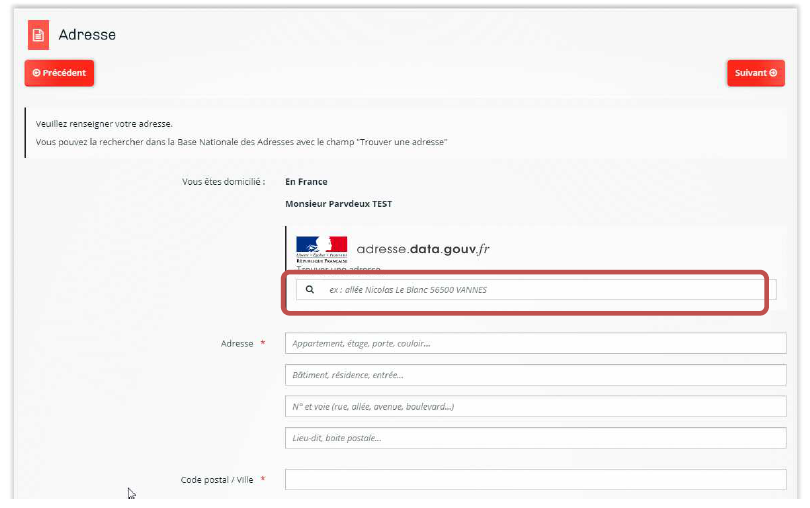 Adresse
Précédent
Suivant
Veuillez renseigner votre adresse.
Vous pouvez la rechercher dans la Base Nationale des Adresses avec le champ "Trouver une adresse"
Vous êtes domicilié : En France
Monsieur Parvdeux TEST
adresse.data.gouv.fr
Liberté • Égalité • Fraternité
RÉPUBLIQUE FRANÇAISE
Trouver une adresse
ex : allée Nicolas Le Blanc 56500 VANNES
Adresse * Appartement, étage, porte, couloir...
Bâtiment, résidence, entrée...
N° et voie (rue, allée, avenue, boulevard...)
Lieu-dit, boite postale...
Code postal / Ville *